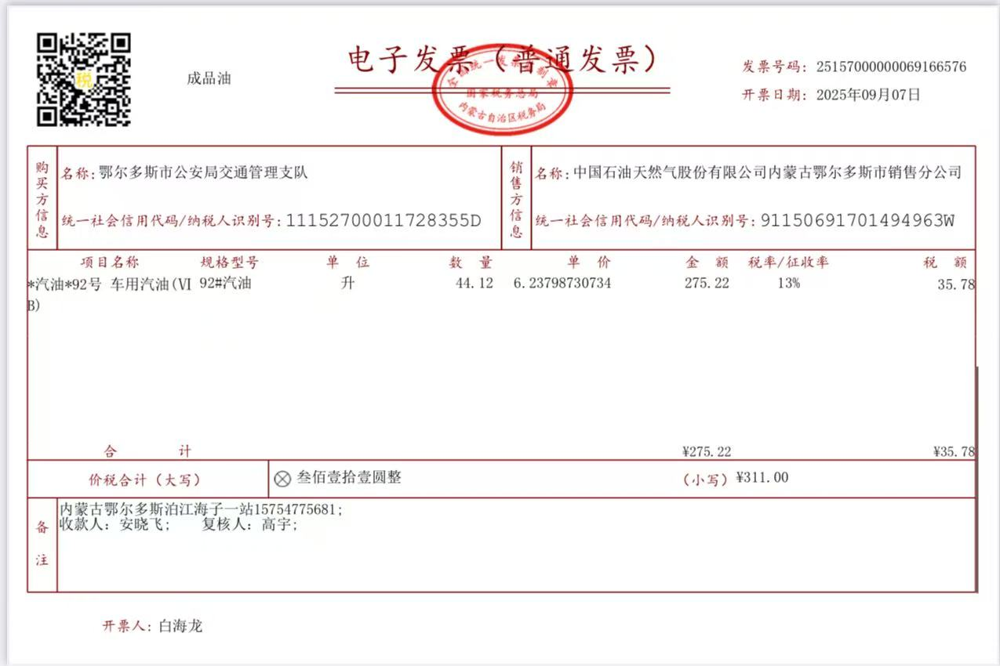 税
成品油
电子发票（普通发票）
全国统一发票监制章
国家税务总局
内蒙古自治区税务局
发票号码：25157000000069166576
开票日期：2025年09月07日
购买方信息
名称：鄂尔多斯市公安局交通管理支队
统一社会信用代码/纳税人识别号：11152700011728355D
销售方信息
名称：中国石油天然气股份有限公司内蒙古鄂尔多斯市销售分公司
统一社会信用代码/纳税人识别号：91150691701494963W
项目名称 规格型号 单位 数量 单价 金额 税率/征收率 税额
*汽油*92号 车用汽油(VI 92#汽油 升 44.12 6.23798730734 275.22 13% 35.78
B)
合计 ¥275.22 ¥35.78
价税合计（大写） 叁佰壹拾壹圆整 （小写）¥311.00
备注
内蒙古鄂尔多斯泊江海子一站15754775681;
收款人：安晓飞; 复核人：高宇;
开票人：白海龙